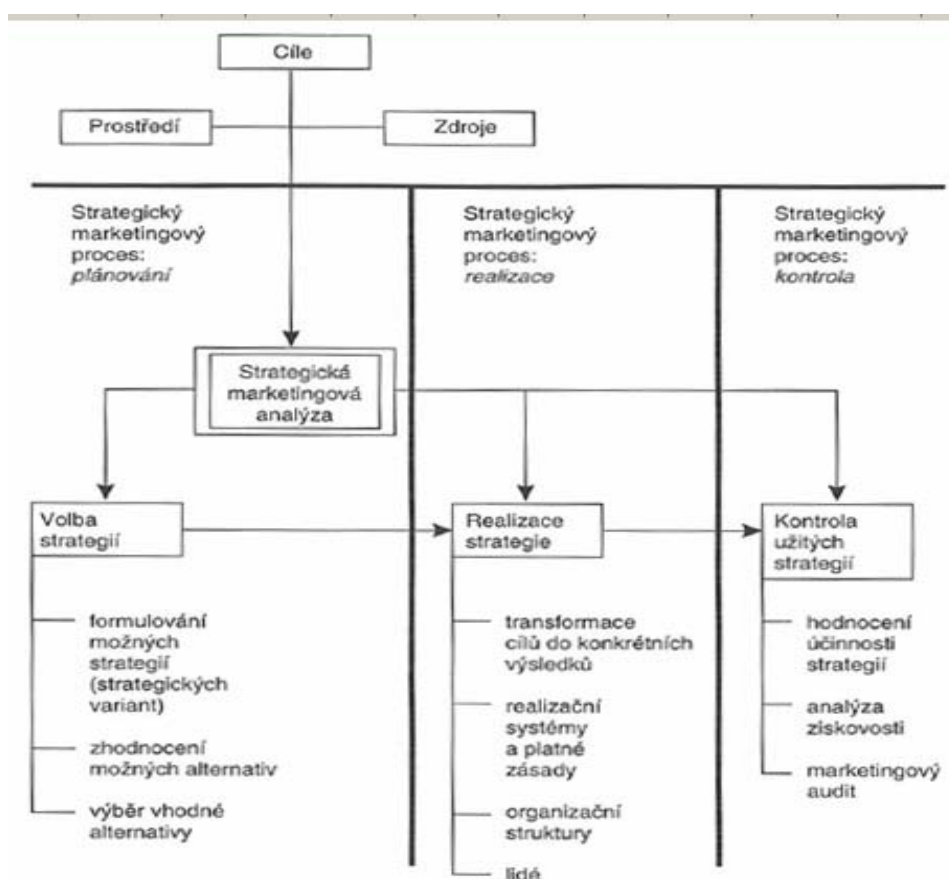 Cíle
Prostředí
Zdroje
Strategický
marketingový
proces:
plánování
Strategický
marketingový
proces:
realizace
Strategický
marketingový
proces:
kontrola
Strategická
marketingová
analýza
Volba
strategií
Realizace
strategie
Kontrola
užitých
strategií
formulování
možných
strategií
(strategických
variant)
zhodnocení
možných alternativ
výběr vhodné
alternativy
transformace
cílů do konkrétních
výsledků
realizační
systémy
a platné
zásady
organizační
struktury
lidé
hodnocení
účinnosti
strategií
analýza
ziskovosti
marketingový
audit